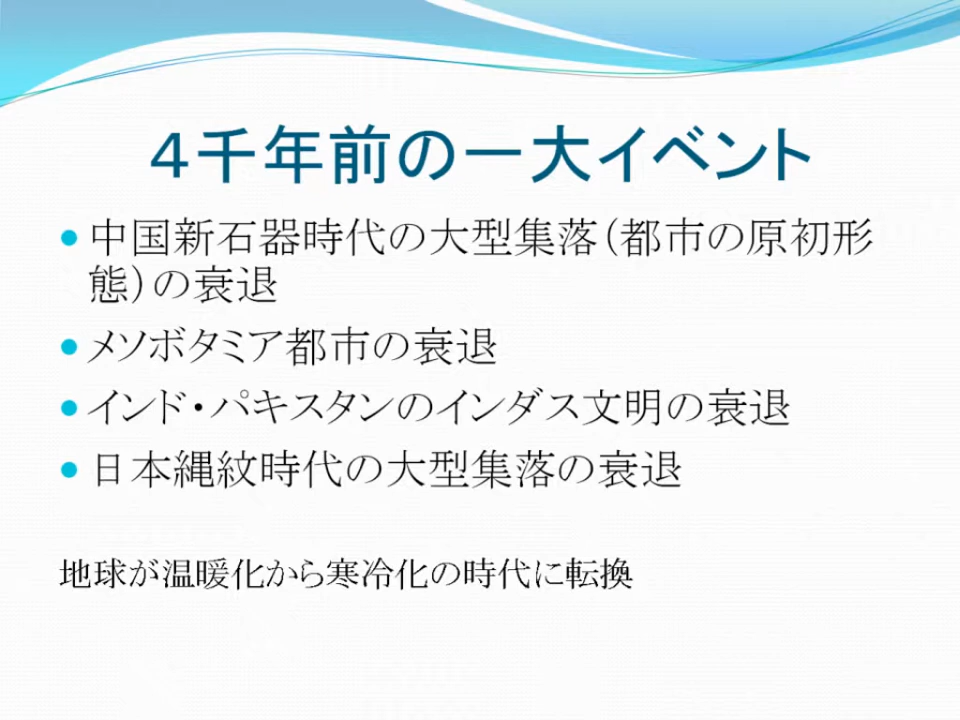 ４千年前の一大イベント
• 中国新石器時代の大型集落（都市の原初形
態）の衰退
• メソポタミア都市の衰退
• インド・パキスタンのインダス文明の衰退
• 日本縄紋時代の大型集落の衰退
地球が温暖化から寒冷化の時代に転換